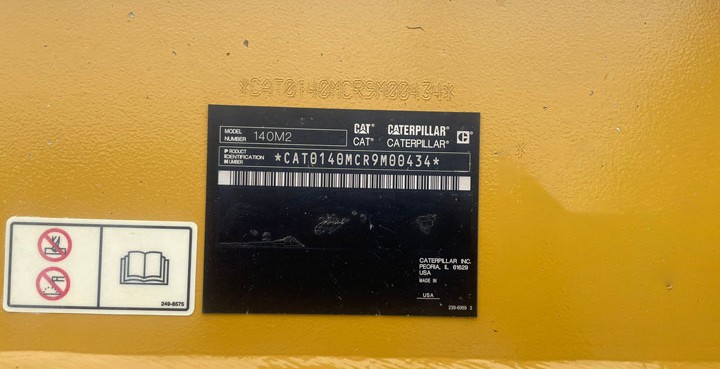 *CAT0140MCR9M00434*
MODEL NUMBER 140M2
CAT® CATERPILLAR®
CAT® CATERPILLAR®
PRODUCT IDENTIFICATION NUMBER *CAT0140MCR9M00434*
CATERPILLAR INC.
PEORIA, IL 61629
USA
MADE IN
USA
249-6575